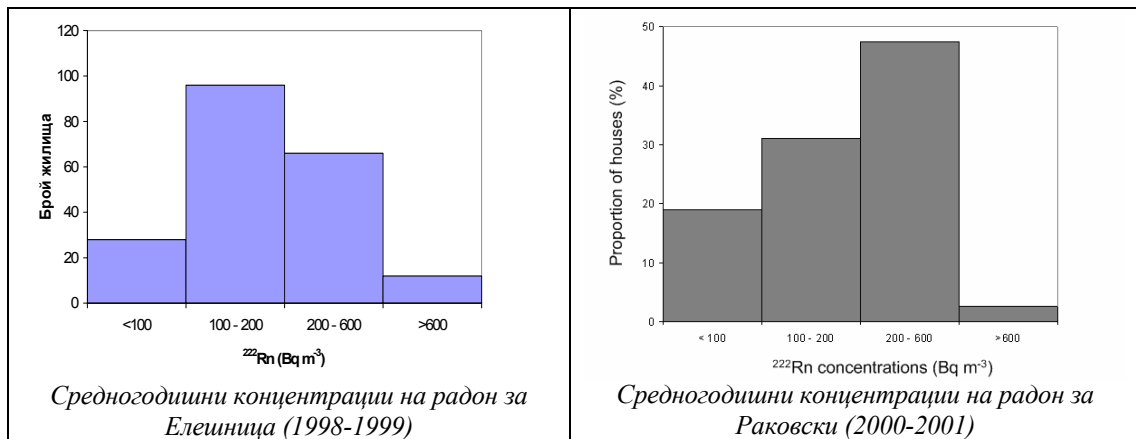 120
100
80
60
40
20
0
Брой жилища
<100 100 - 200 200 - 600 >600
²²²Rn (Bq m⁻³)
Средногодишни концентрации на радон за
Елешница (1998-1999)
50
40
30
20
10
0
Proportion of houses (%)
< 100 100 - 200 200 - 600 > 600
²²²Rn concentrations (Bq m⁻³)
Средногодишни концентрации на радон за
Раковски (2000-2001)